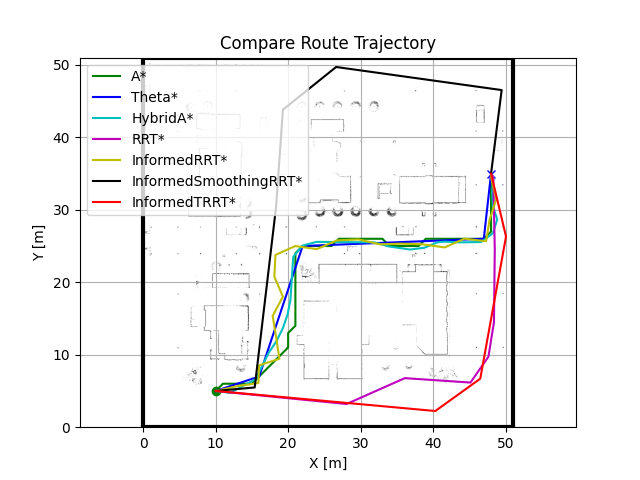 Compare Route Trajectory
50
40
30
20
10
0
Y [m]
A*
Theta*
HybridA*
RRT*
InformedRRT*
InformedSmoothingRRT*
InformedTRRT*
0 10 20 30 40 50
X [m]